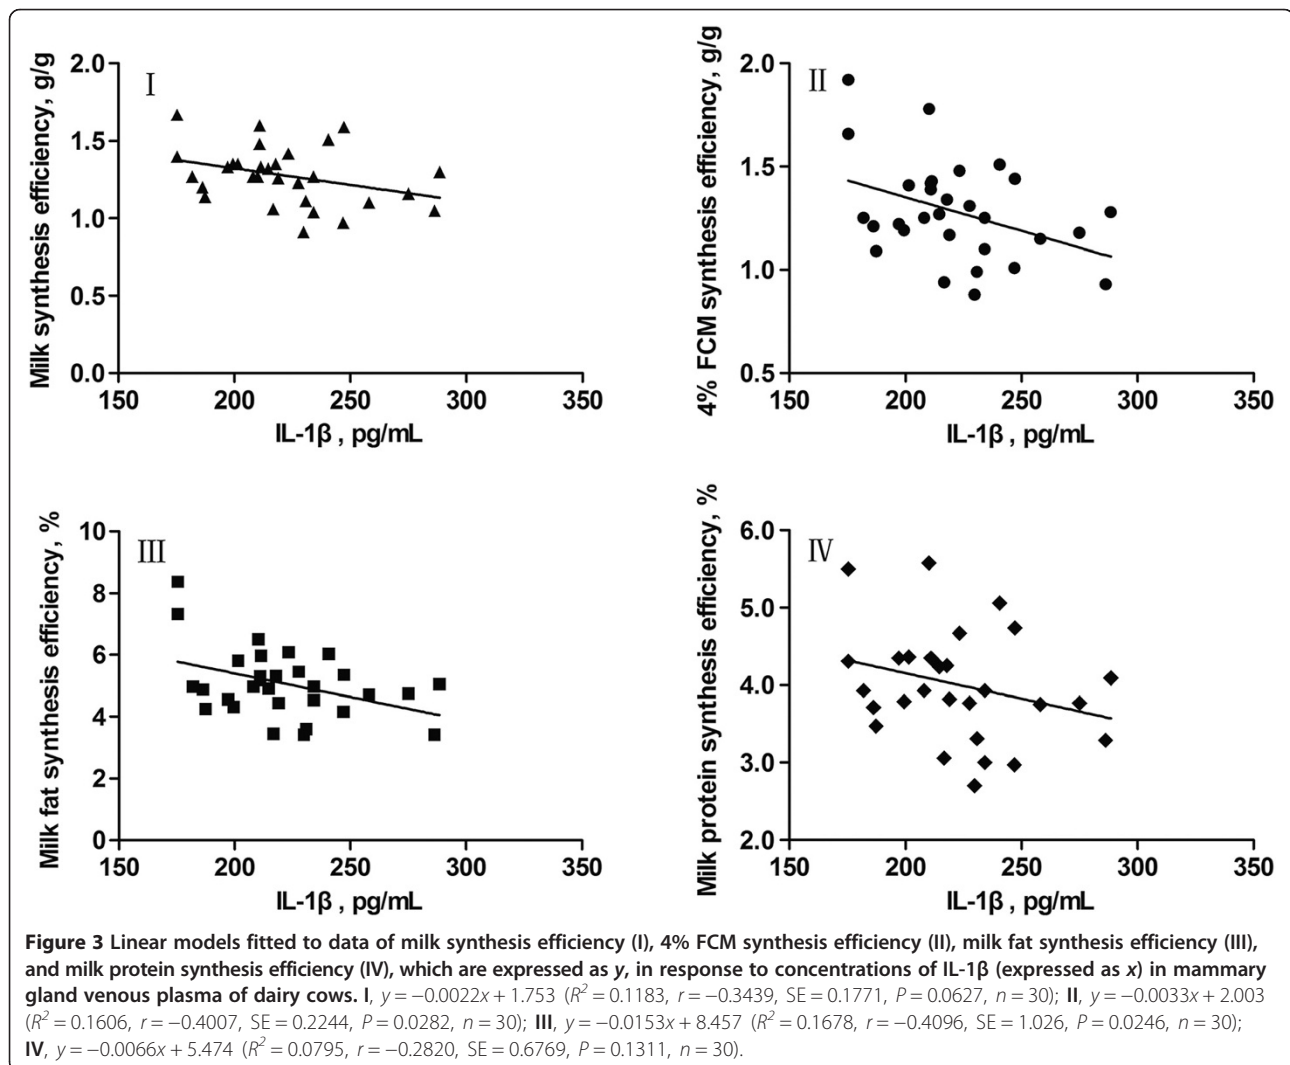 Milk synthesis efficiency, g/g
2.0
1.5
1.0
0.5
0.0
I
150 200 250 300 350
IL-1β , pg/mL
4% FCM synthesis efficiency, g/g
2.0
1.5
1.0
0.5
II
150 200 250 300 350
IL-1β , pg/mL
Milk fat synthesis efficiency, %
10
8
6
4
2
0
III
150 200 250 300 350
IL-1β , pg/mL
Milk protein synthesis efficiency, %
6.0
5.0
4.0
3.0
2.0
IV
150 200 250 300 350
IL-1β , pg/mL
Figure 3 Linear models fitted to data of milk synthesis efficiency (I), 4% FCM synthesis efficiency (II), milk fat synthesis efficiency (III),
and milk protein synthesis efficiency (IV), which are expressed as y, in response to concentrations of IL-1β (expressed as x) in mammary
gland venous plasma of dairy cows. I, y = −0.0022x + 1.753 (R² = 0.1183, r = −0.3439, SE = 0.1771, P = 0.0627, n = 30); II, y = −0.0033x + 2.003
(R² = 0.1606, r = −0.4007, SE = 0.2244, P = 0.0282, n = 30); III, y = −0.0153x + 8.457 (R² = 0.1678, r = −0.4096, SE = 1.026, P = 0.0246, n = 30);
IV, y = −0.0066x + 5.474 (R² = 0.0795, r = −0.2820, SE = 0.6769, P = 0.1311, n = 30).